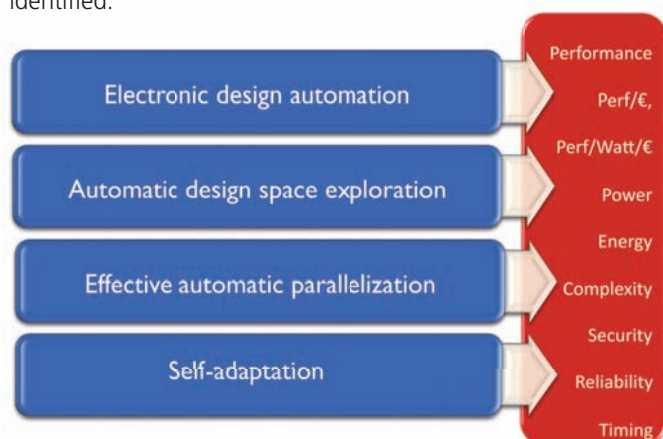 identified.
Electronic design automation
Automatic design space exploration
Effective automatic parallelization
Self-adaptation
Performance
Perf/€,
Perf/Watt/€
Power
Energy
Complexity
Security
Reliability
Timing